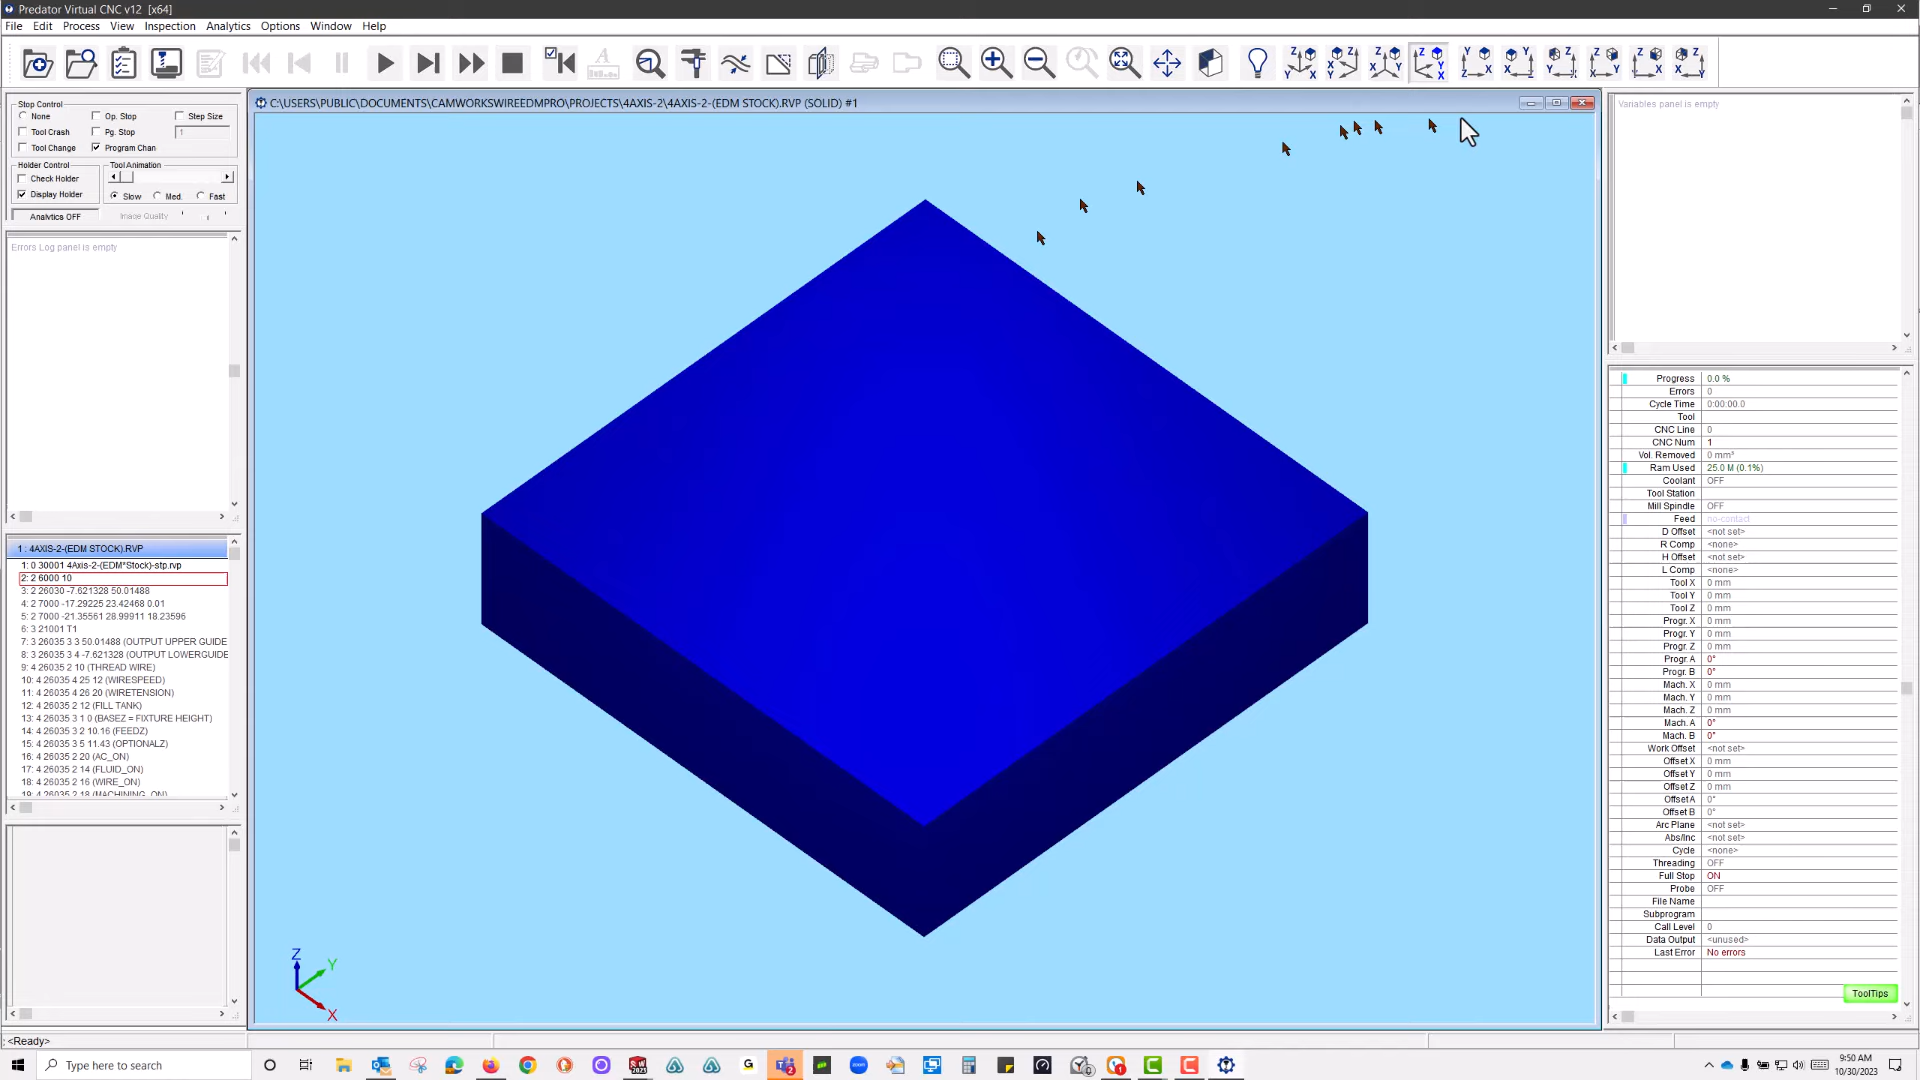 Predator Virtual CNC v12 [x64]
File Edit Process View Inspection Analytics Options Window Help
Stop Control
None Op. Stop Step Size
Tool Crash Pg. Stop 1
Tool Change Program Chan
Holder Control Tool Animation
Check Holder
Display Holder Slow Med. Fast
Analytics OFF Image Quality
Errors Log panel is empty
1 : 4AXIS-2-(EDM STOCK).RVP
1: 0 30001 4Axis-2-(EDM*Stock)-stp.rvp
2: 2 6000 10
3: 2 26030 -7.621328 50.01488
4: 2 7000 -17.29225 23.42468 0.01
5: 2 7000 -21.35561 28.99911 18.23596
6: 3 21001 T1
7: 3 26035 3 3 50.01488 (OUTPUT UPPER GUIDE
8: 3 26035 3 4 -7.621328 (OUTPUT LOWERGUIDE
9: 4 26035 2 10 (THREAD WIRE)
10: 4 26035 4 25 12 (WIRESPEED)
11: 4 26035 4 26 20 (WIRETENSION)
12: 4 26035 2 12 (FILL TANK)
13: 4 26035 3 1 0 (BASEZ = FIXTURE HEIGHT)
14: 4 26035 3 2 10.16 (FEEDZ)
15: 4 26035 3 5 11.43 (OPTIONALZ)
16: 4 26035 2 20 (AC_ON)
17: 4 26035 2 14 (FLUID_ON)
18: 4 26035 2 16 (WIRE_ON)
19: 4 26035 2 18 (MACHINING_ON)
<Ready>
C:\USERS\PUBLIC\DOCUMENTS\CAMWORKSWIREEDMPRO\PROJECTS\4AXIS-2\4AXIS-2-(EDM STOCK).RVP (SOLID) #1
Z
Y
X
Variables panel is empty
Progress 0.0 %
Errors 0
Cycle Time 0:00:00.0
Tool
CNC Line 0
CNC Num 1
Vol. Removed 0 mm³
Ram Used 25.0 M (0.1%)
Coolant OFF
Tool Station
Mill Spindle OFF
Feed no-contact
D Offset <not set>
R Comp <none>
H Offset <not set>
L Comp <none>
Tool X 0 mm
Tool Y 0 mm
Tool Z 0 mm
Progr. X 0 mm
Progr. Y 0 mm
Progr. Z 0 mm
Progr. A 0°
Progr. B 0°
Mach. X 0 mm
Mach. Y 0 mm
Mach. Z 0 mm
Mach. A 0°
Mach. B 0°
Work Offset <not set>
Offset X 0 mm
Offset Y 0 mm
Offset Z 0 mm
Offset A 0°
Offset B 0°
Arc Plane <not set>
Abs/Inc <not set>
Cycle <none>
Threading OFF
Full Stop ON
Probe OFF
File Name
Subprogram
Call Level 0
Data Output <unused>
Last Error No errors
ToolTips
Type here to search
9:50 AM
10/30/2023